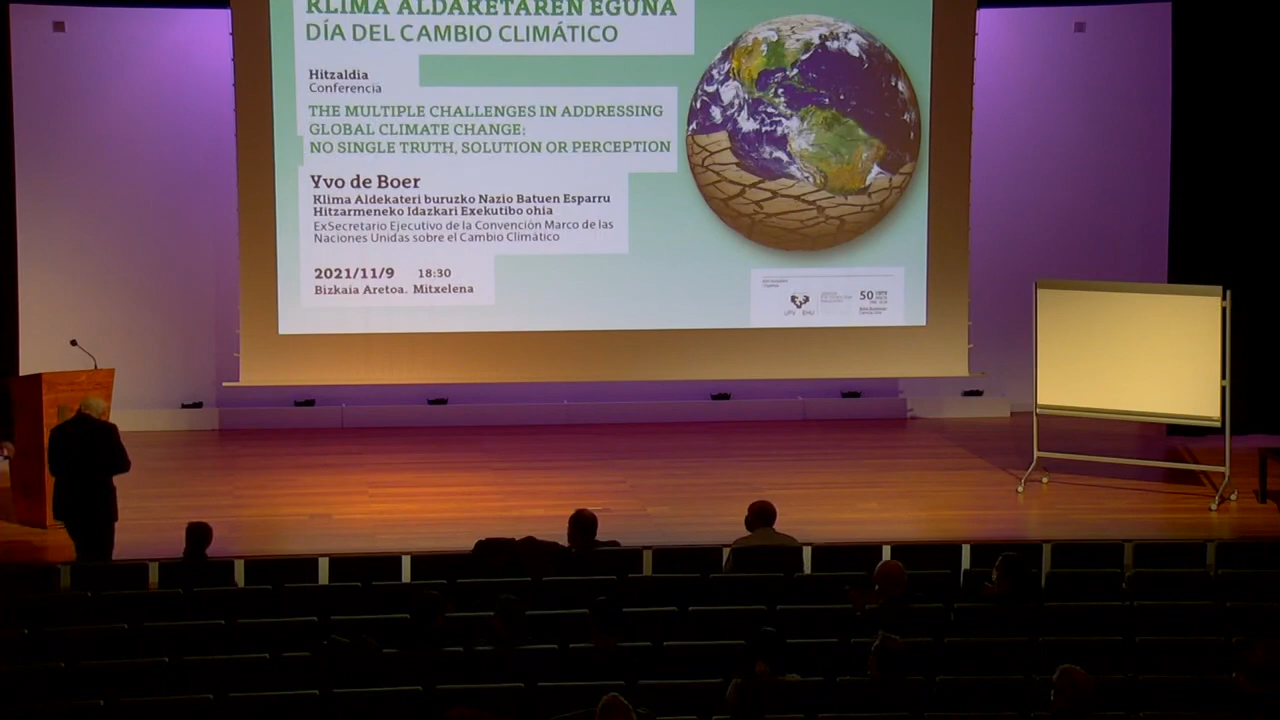 KLIMA ALDAKETAREN EGUNA
DÍA DEL CAMBIO CLIMÁTICO
Hitzaldia
Conferencia
THE MULTIPLE CHALLENGES IN ADDRESSING
GLOBAL CLIMATE CHANGE:
NO SINGLE TRUTH, SOLUTION OR PERCEPTION
Yvo de Boer
Klima Aldekateri buruzko Nazio Batuen Esparru
Hitzarmeneko Idazkari Exekutibo ohia
ExSecretario Ejecutivo de la Convención Marco de las
Naciones Unidas sobre el Cambio Climático
2021/11/9 18:30
Bizkaia Aretoa. Mitxelena
UPV EHU
50